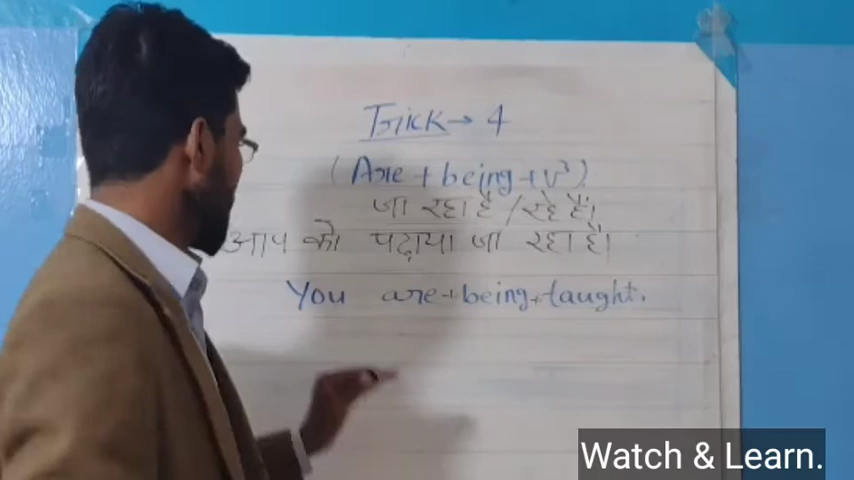 Trick → 4
(Are + being + V³)
जा रहा है / रहे हैं।
आप को पढ़ाया जा रहा है।
You are + being + taught.
Watch & Learn.